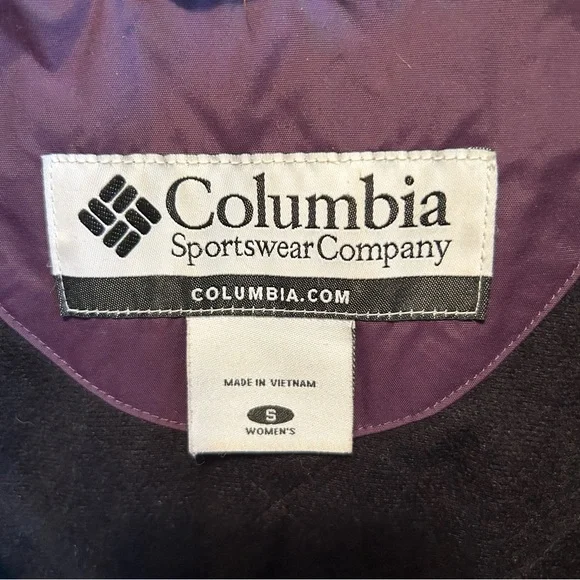 Columbia
Sportswear Company
COLUMBIA.COM
MADE IN VIETNAM
S
WOMEN'S